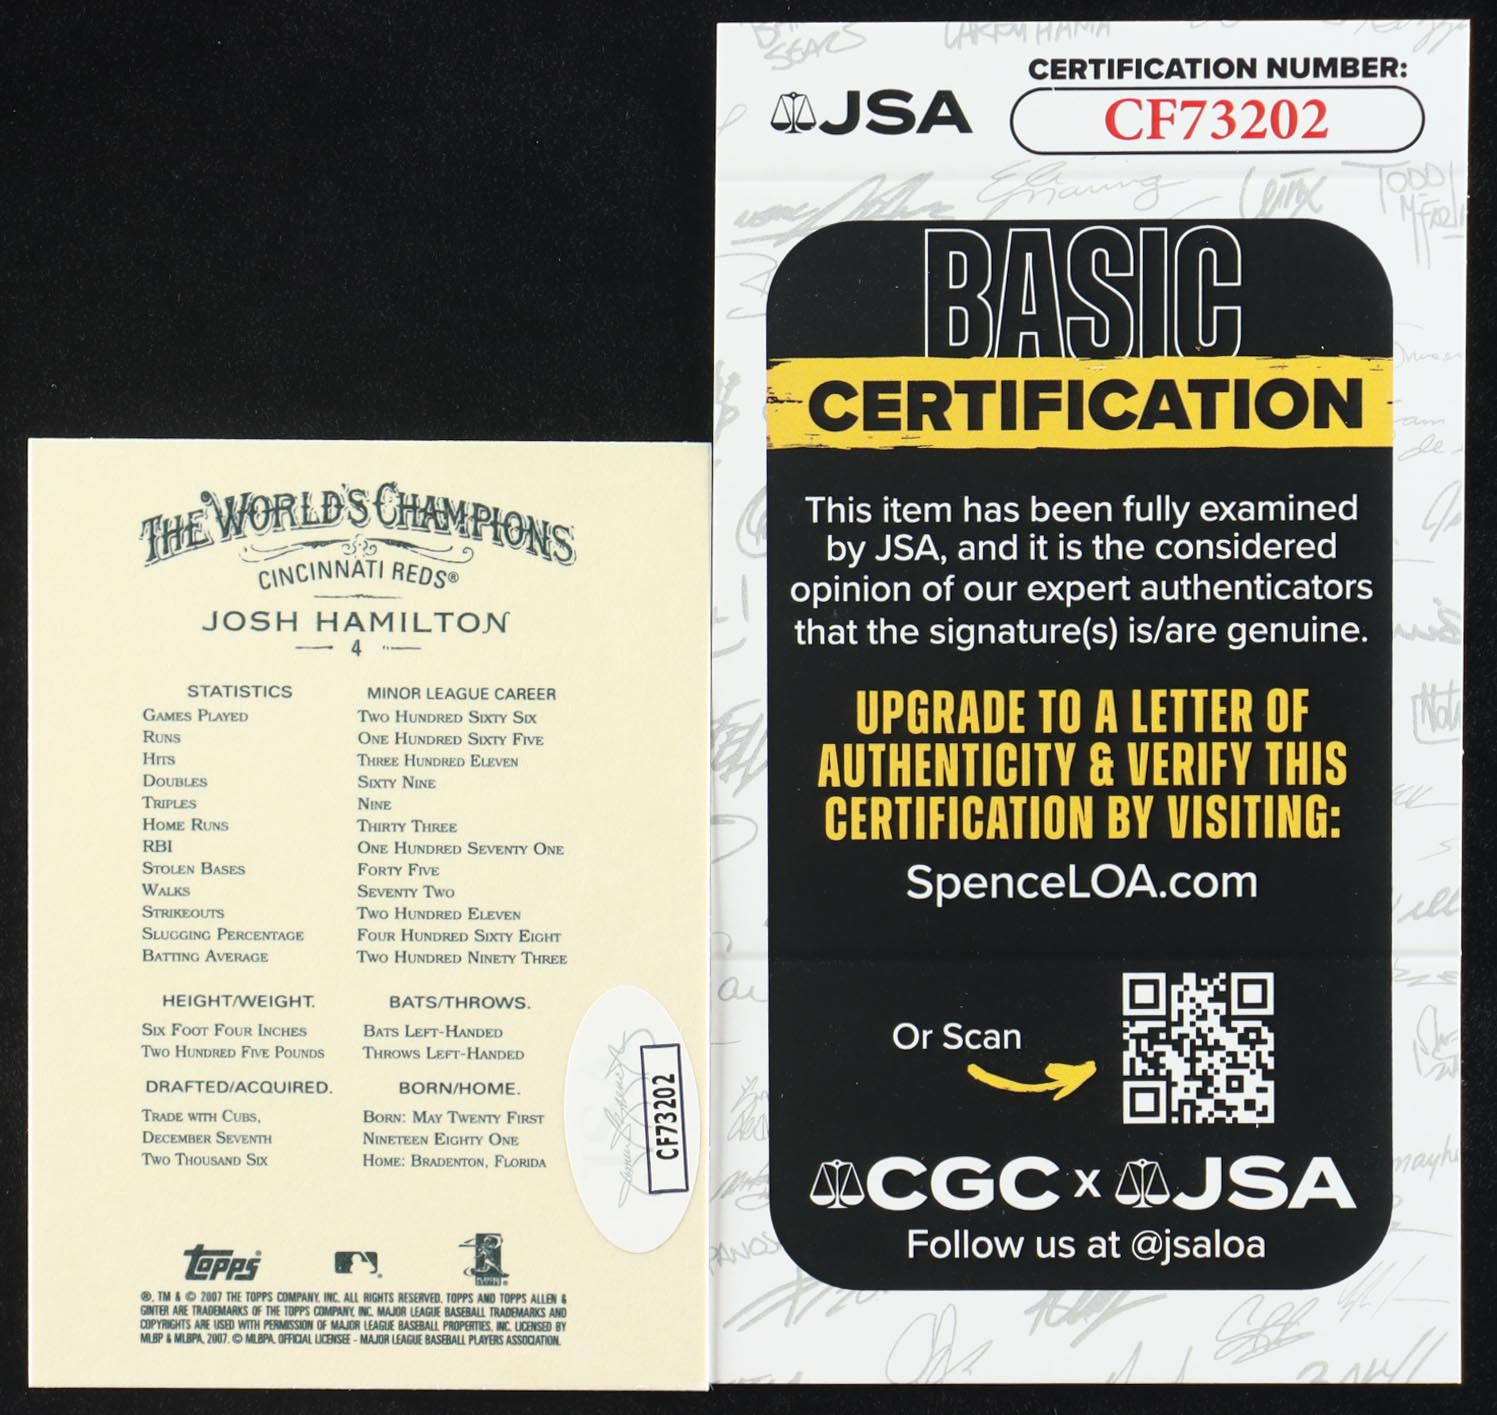 THE WORLD'S CHAMPIONS
CINCINNATI REDS®
JOSH HAMILTON
4
STATISTICS MINOR LEAGUE CAREER
GAMES PLAYED TWO HUNDRED SIXTY SIX
RUNS ONE HUNDRED SIXTY FIVE
HITS THREE HUNDRED ELEVEN
DOUBLES SIXTY NINE
TRIPLES NINE
HOME RUNS THIRTY THREE
RBI ONE HUNDRED SEVENTY ONE
STOLEN BASES FORTY FIVE
WALKS SEVENTY TWO
STRIKEOUTS TWO HUNDRED ELEVEN
SLUGGING PERCENTAGE FOUR HUNDRED SIXTY EIGHT
BATTING AVERAGE TWO HUNDRED NINETY THREE
HEIGHT/WEIGHT. BATS/THROWS.
SIX FOOT FOUR INCHES BATS LEFT-HANDED
TWO HUNDRED FIVE POUNDS THROWS LEFT-HANDED
DRAFTED/ACQUIRED. BORN/HOME.
TRADE WITH CUBS, BORN: MAY TWENTY FIRST
DECEMBER SEVENTH NINETEEN EIGHTY ONE
TWO THOUSAND SIX HOME: BRADENTON, FLORIDA
CF73202
Topps
®, TM & © 2007 THE TOPPS COMPANY, INC. ALL RIGHTS RESERVED. TOPPS AND TOPPS ALLEN &
GINTER ARE TRADEMARKS OF THE TOPPS COMPANY, INC. MAJOR LEAGUE BASEBALL TRADEMARKS AND
COPYRIGHTS ARE USED WITH PERMISSION OF MAJOR LEAGUE BASEBALL PROPERTIES, INC. LICENSED BY
MLBP & MLBPA, 2007. © MLBPA. OFFICIAL LICENSEE - MAJOR LEAGUE BASEBALL PLAYERS ASSOCIATION.
JSA
CERTIFICATION NUMBER:
CF73202
BASIC
CERTIFICATION
This item has been fully examined
by JSA, and it is the considered
opinion of our expert authenticators
that the signature(s) is/are genuine.
UPGRADE TO A LETTER OF
AUTHENTICITY & VERIFY THIS
CERTIFICATION BY VISITING:
SpenceLOA.com
Or Scan
CGC x JSA
Follow us at @jsaloa